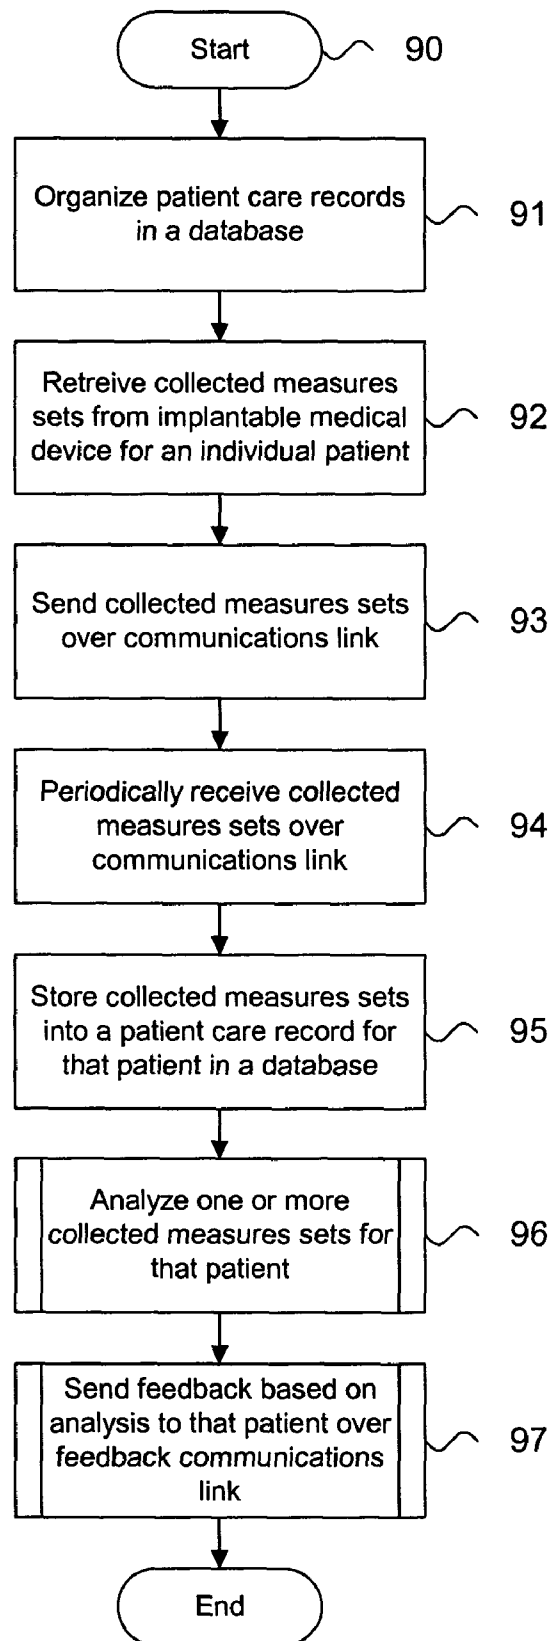 Start
90
Organize patient care records
in a database
91
Retreive collected measures
sets from implantable medical
device for an individual patient
92
Send collected measures sets
over communications link
93
Periodically receive collected
measures sets over
communications link
94
Store collected measures sets
into a patient care record for
that patient in a database
95
Analyze one or more
collected measures sets for
that patient
96
Send feedback based on
analysis to that patient over
feedback communications
link
97
End